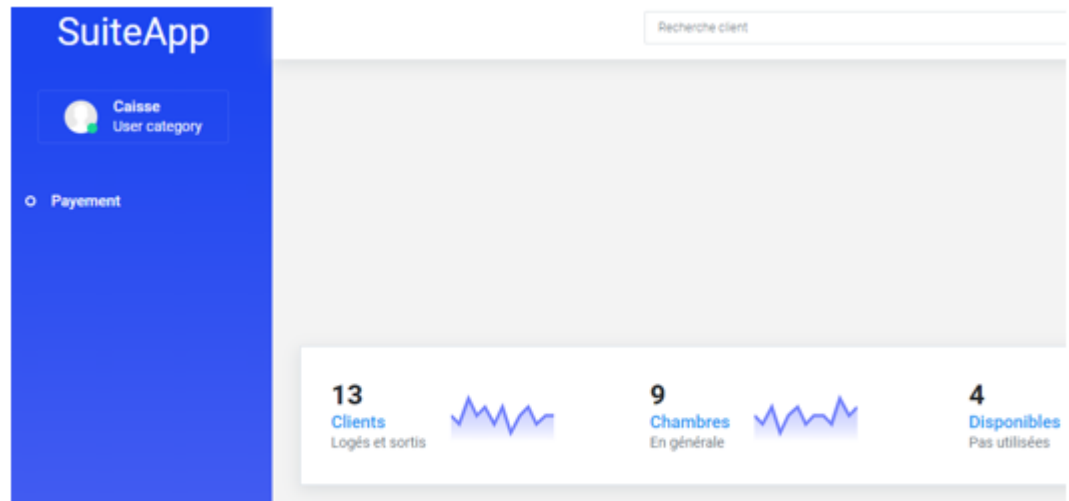 SuiteApp
Recherche client
Caisse
User category
Payement
13
Clients
Logés et sortis
9
Chambres
En générale
4
Disponibles
Pas utilisées